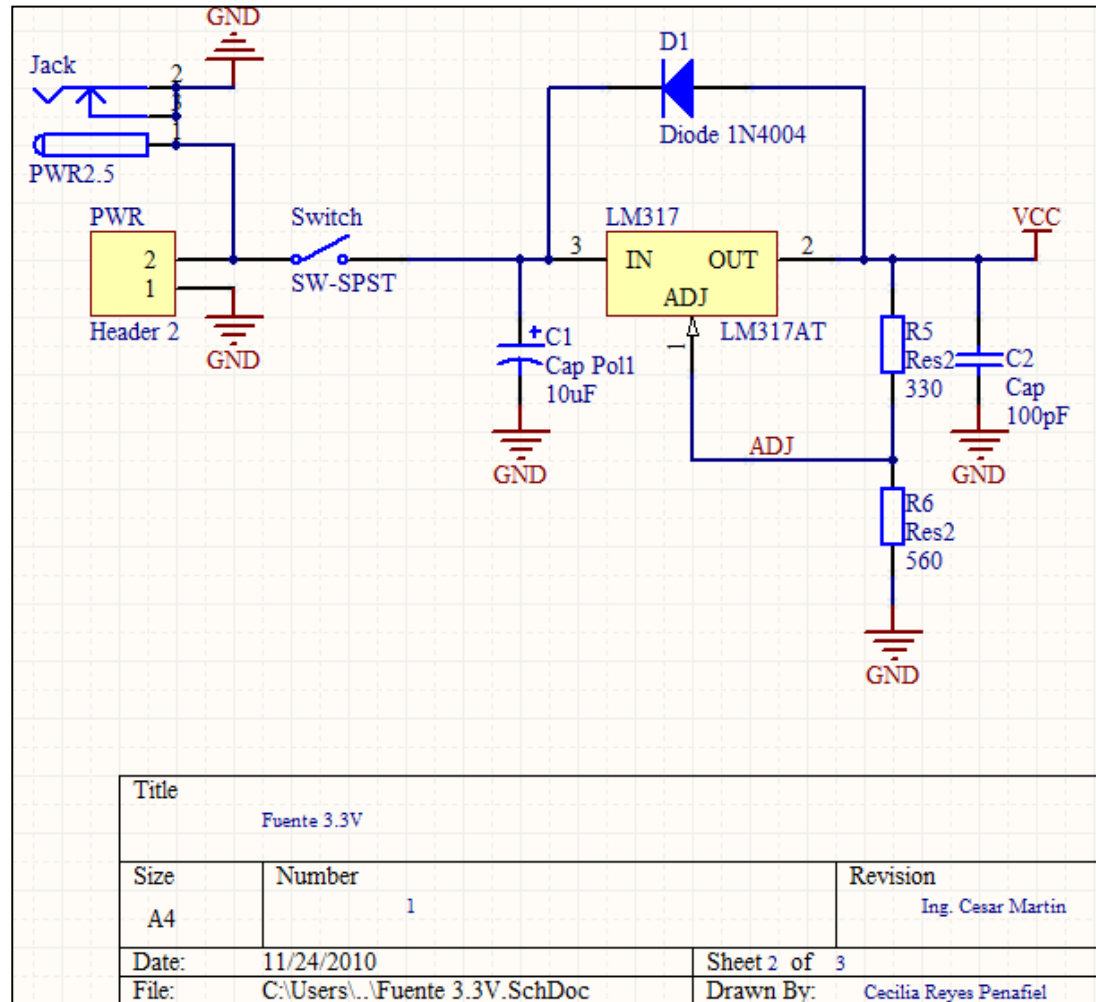 GND
Jack
2
3
1
PWR2.5
PWR
2
1
Header 2
GND
Switch
SW-SPST
D1
Diode 1N4004
LM317
3
IN
OUT
2
ADJ
1
LM317AT
VCC
C1
Cap Pol1
10uF
GND
R5
Res2
330
C2
Cap
100pF
GND
ADJ
R6
Res2
560
GND
Title
Fuente 3.3V
Size
A4
Number
1
Revision
Ing. Cesar Martin
Date:
11/24/2010
Sheet 2 of 3
File:
C:\Users\..\Fuente 3.3V.SchDoc
Drawn By:
Cecilia Reyes Penafiel